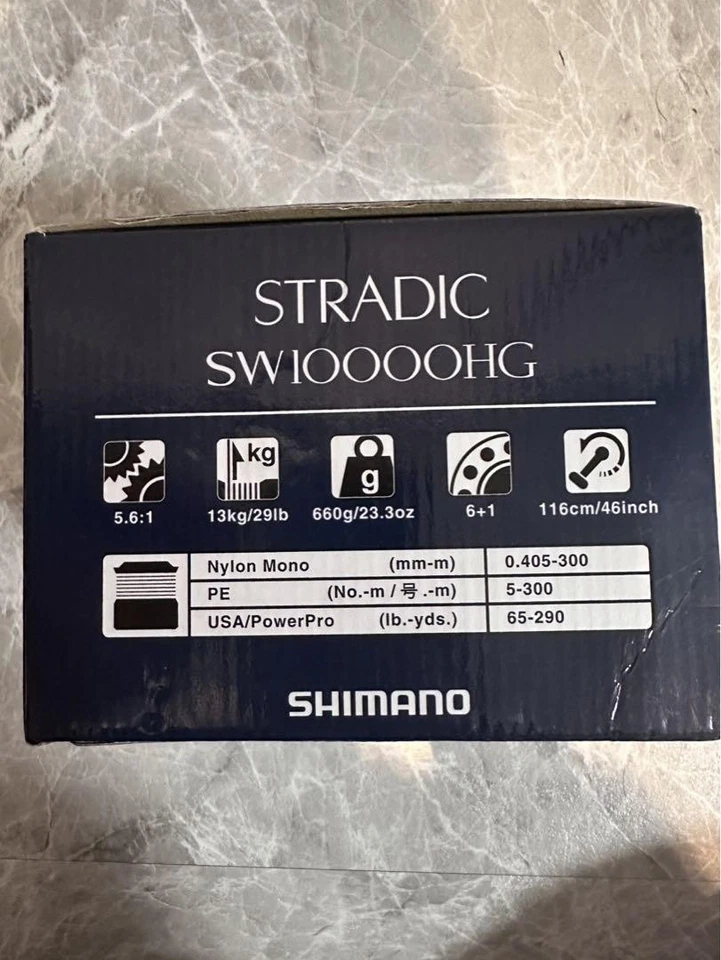 STRADIC
SW10000HG
kg
g
5.6:1 13kg/29lb 660g/23.3oz 6+1 116cm/46inch
Nylon Mono (mm-m) 0.405-300
PE (No.-m / 号.-m) 5-300
USA/PowerPro (lb.-yds.) 65-290
SHIMANO